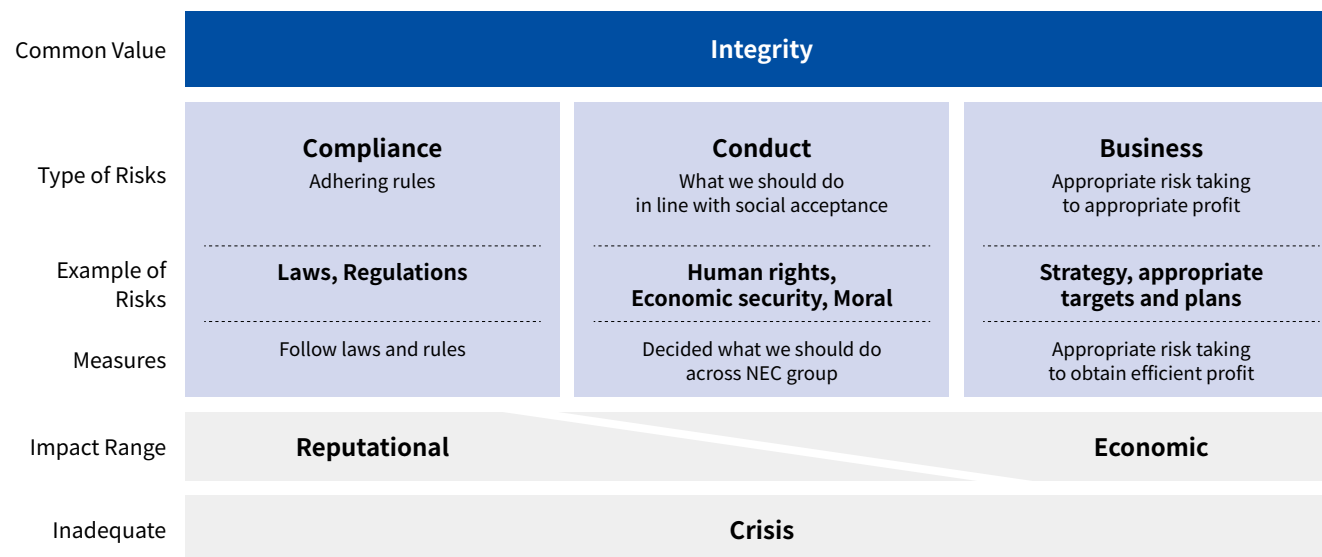 Common Value
Integrity
Type of Risks
Compliance
Adhering rules
Conduct
What we should do
in line with social acceptance
Business
Appropriate risk taking
to appropriate profit
Example of
Risks
Laws, Regulations
Human rights,
Economic security, Moral
Strategy, appropriate
targets and plans
Measures
Follow laws and rules
Decided what we should do
across NEC group
Appropriate risk taking
to obtain efficient profit
Impact Range
Reputational
Economic
Inadequate
Crisis